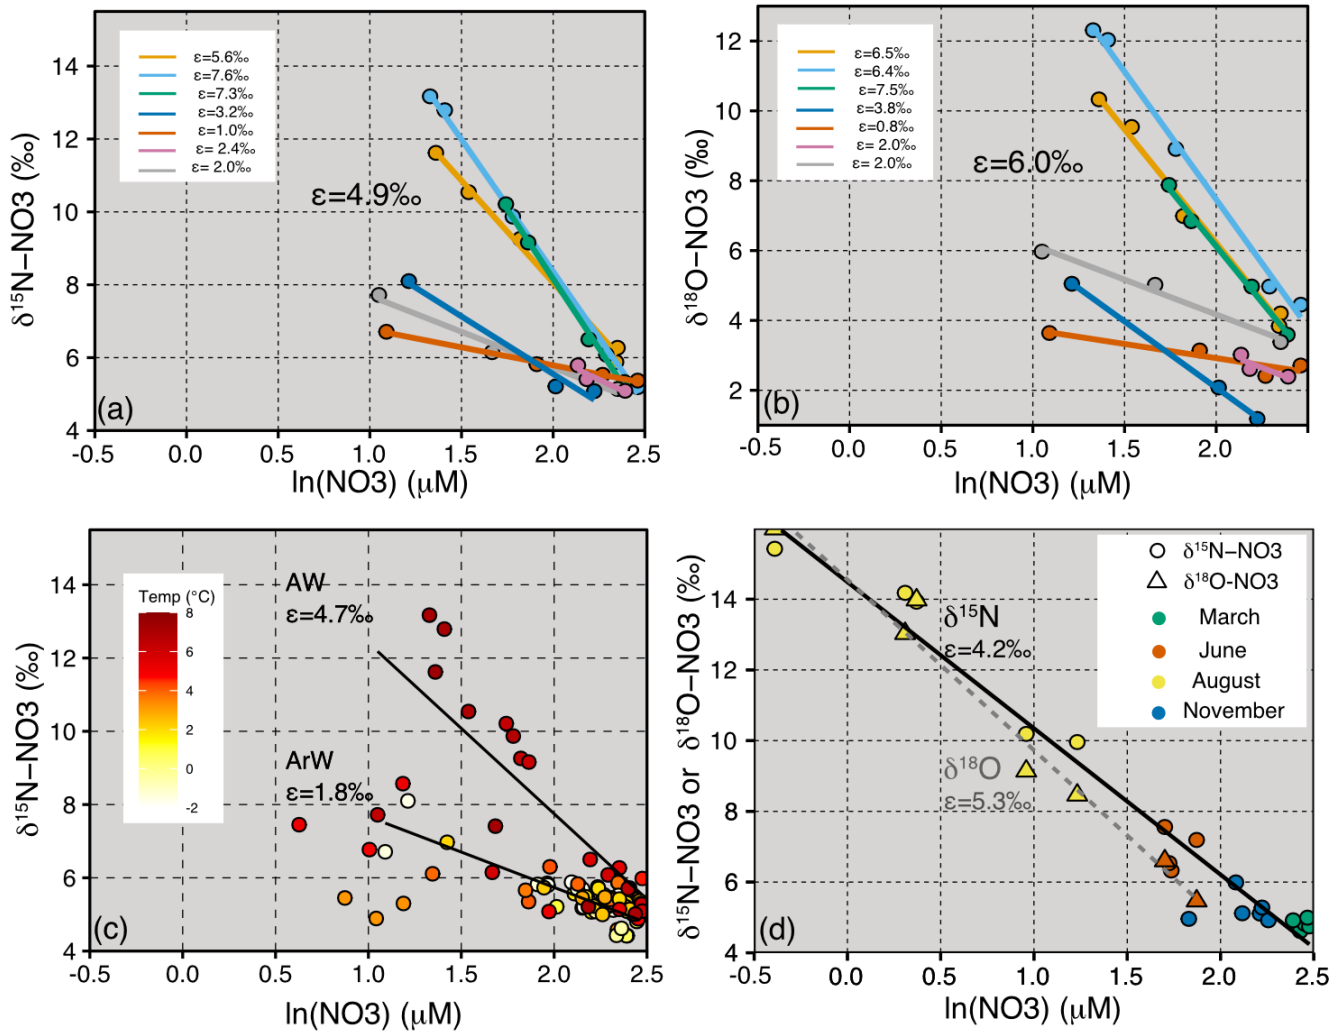 14
12
10
8
6
4
δ¹⁵N−NO3 (‰)
ε=5.6‰
ε=7.6‰
ε=7.3‰
ε=3.2‰
ε=1.0‰
ε= 2.4‰
ε= 2.0‰
ε=4.9‰
(a)
-0.5 0.0 0.5 1.0 1.5 2.0 2.5
ln(NO3) (μM)
12
10
8
6
4
2
δ¹⁸O−NO3 (‰)
ε=6.5‰
ε=6.4‰
ε=7.5‰
ε=3.8‰
ε=0.8‰
ε= 2.0‰
ε= 2.0‰
ε=6.0‰
(b)
-0.5 0.0 0.5 1.0 1.5 2.0
ln(NO3) (μM)
14
12
10
8
6
4
δ¹⁵N−NO3 (‰)
Temp (°C)
8
6
4
2
0
-2
AW
ε=4.7‰
ArW
ε=1.8‰
(c)
-0.5 0.0 0.5 1.0 1.5 2.0 2.5
ln(NO3) (μM)
14
12
10
8
6
4
δ¹⁵N−NO3 or δ¹⁸O−NO3 (‰)
δ¹⁵N−NO3
δ¹⁸O-NO3
March
June
August
November
δ¹⁵N
ε=4.2‰
δ¹⁸O
ε=5.3‰
(d)
-0.5 0.0 0.5 1.0 1.5 2.0 2.5
ln(NO3) (μM)